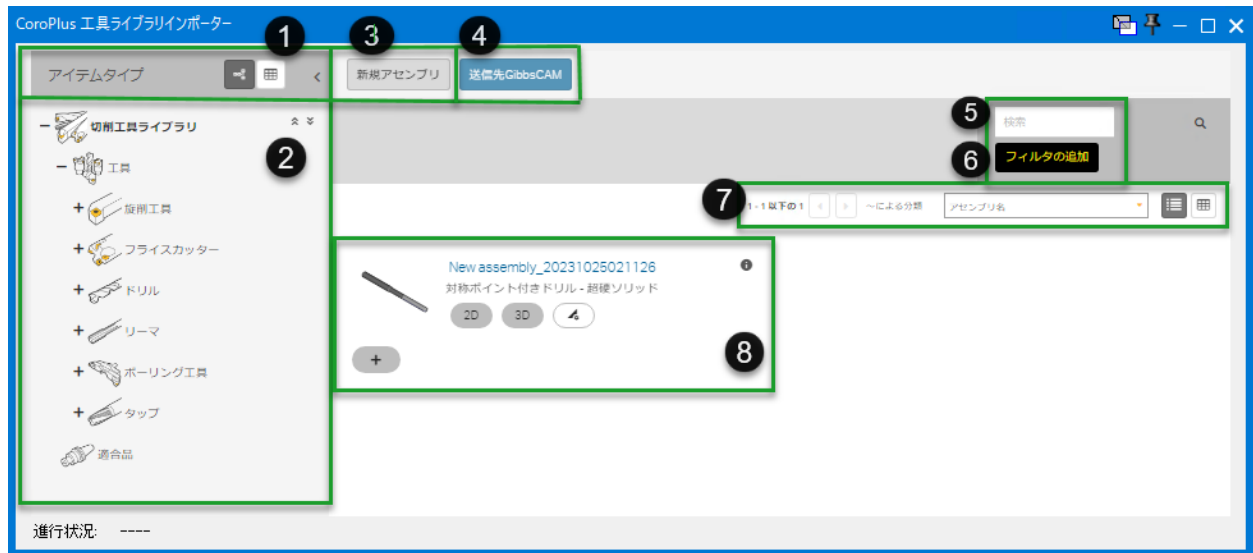 CoroPlus 工具ライブラリインポーター
1
3
4
アイテムタイプ
新規アセンブリ
送信先GibbsCAM
切削工具ライブラリ
2
5
検索
6
フィルタの追加
工具
旋削工具
7
1 - 1 以下の 1
～による分類
アセンブリ名
フライスカッター
New assembly_20231025021126
対称ポイント付きドリル - 超硬ソリッド
ドリル
2D 3D
リーマ
+
8
ボーリング工具
タップ
適合品
進行状況: ----